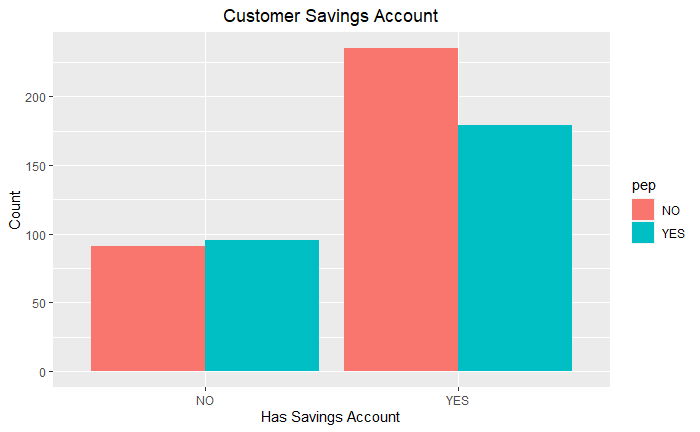 Customer Savings Account
Count
200
150
100
50
0
NO
YES
Has Savings Account
pep
NO
YES